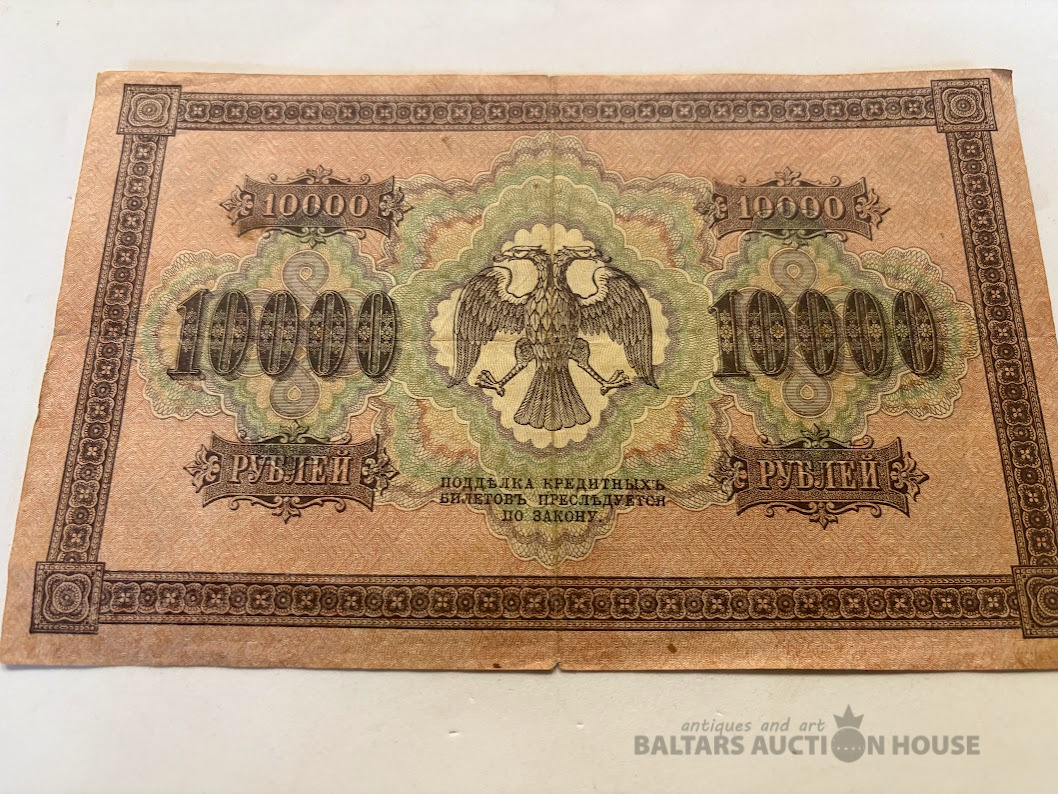 10000
10000
10000
10000
РУБЛЕЙ
РУБЛЕЙ
ПОДДѢЛКА КРЕДИТНЫХЪ
БИЛЕТОВЪ ПРЕСЛѢДУЕТСЯ
ПО ЗАКОНУ.
antiques and art
BALTARS AUCTION HOUSE